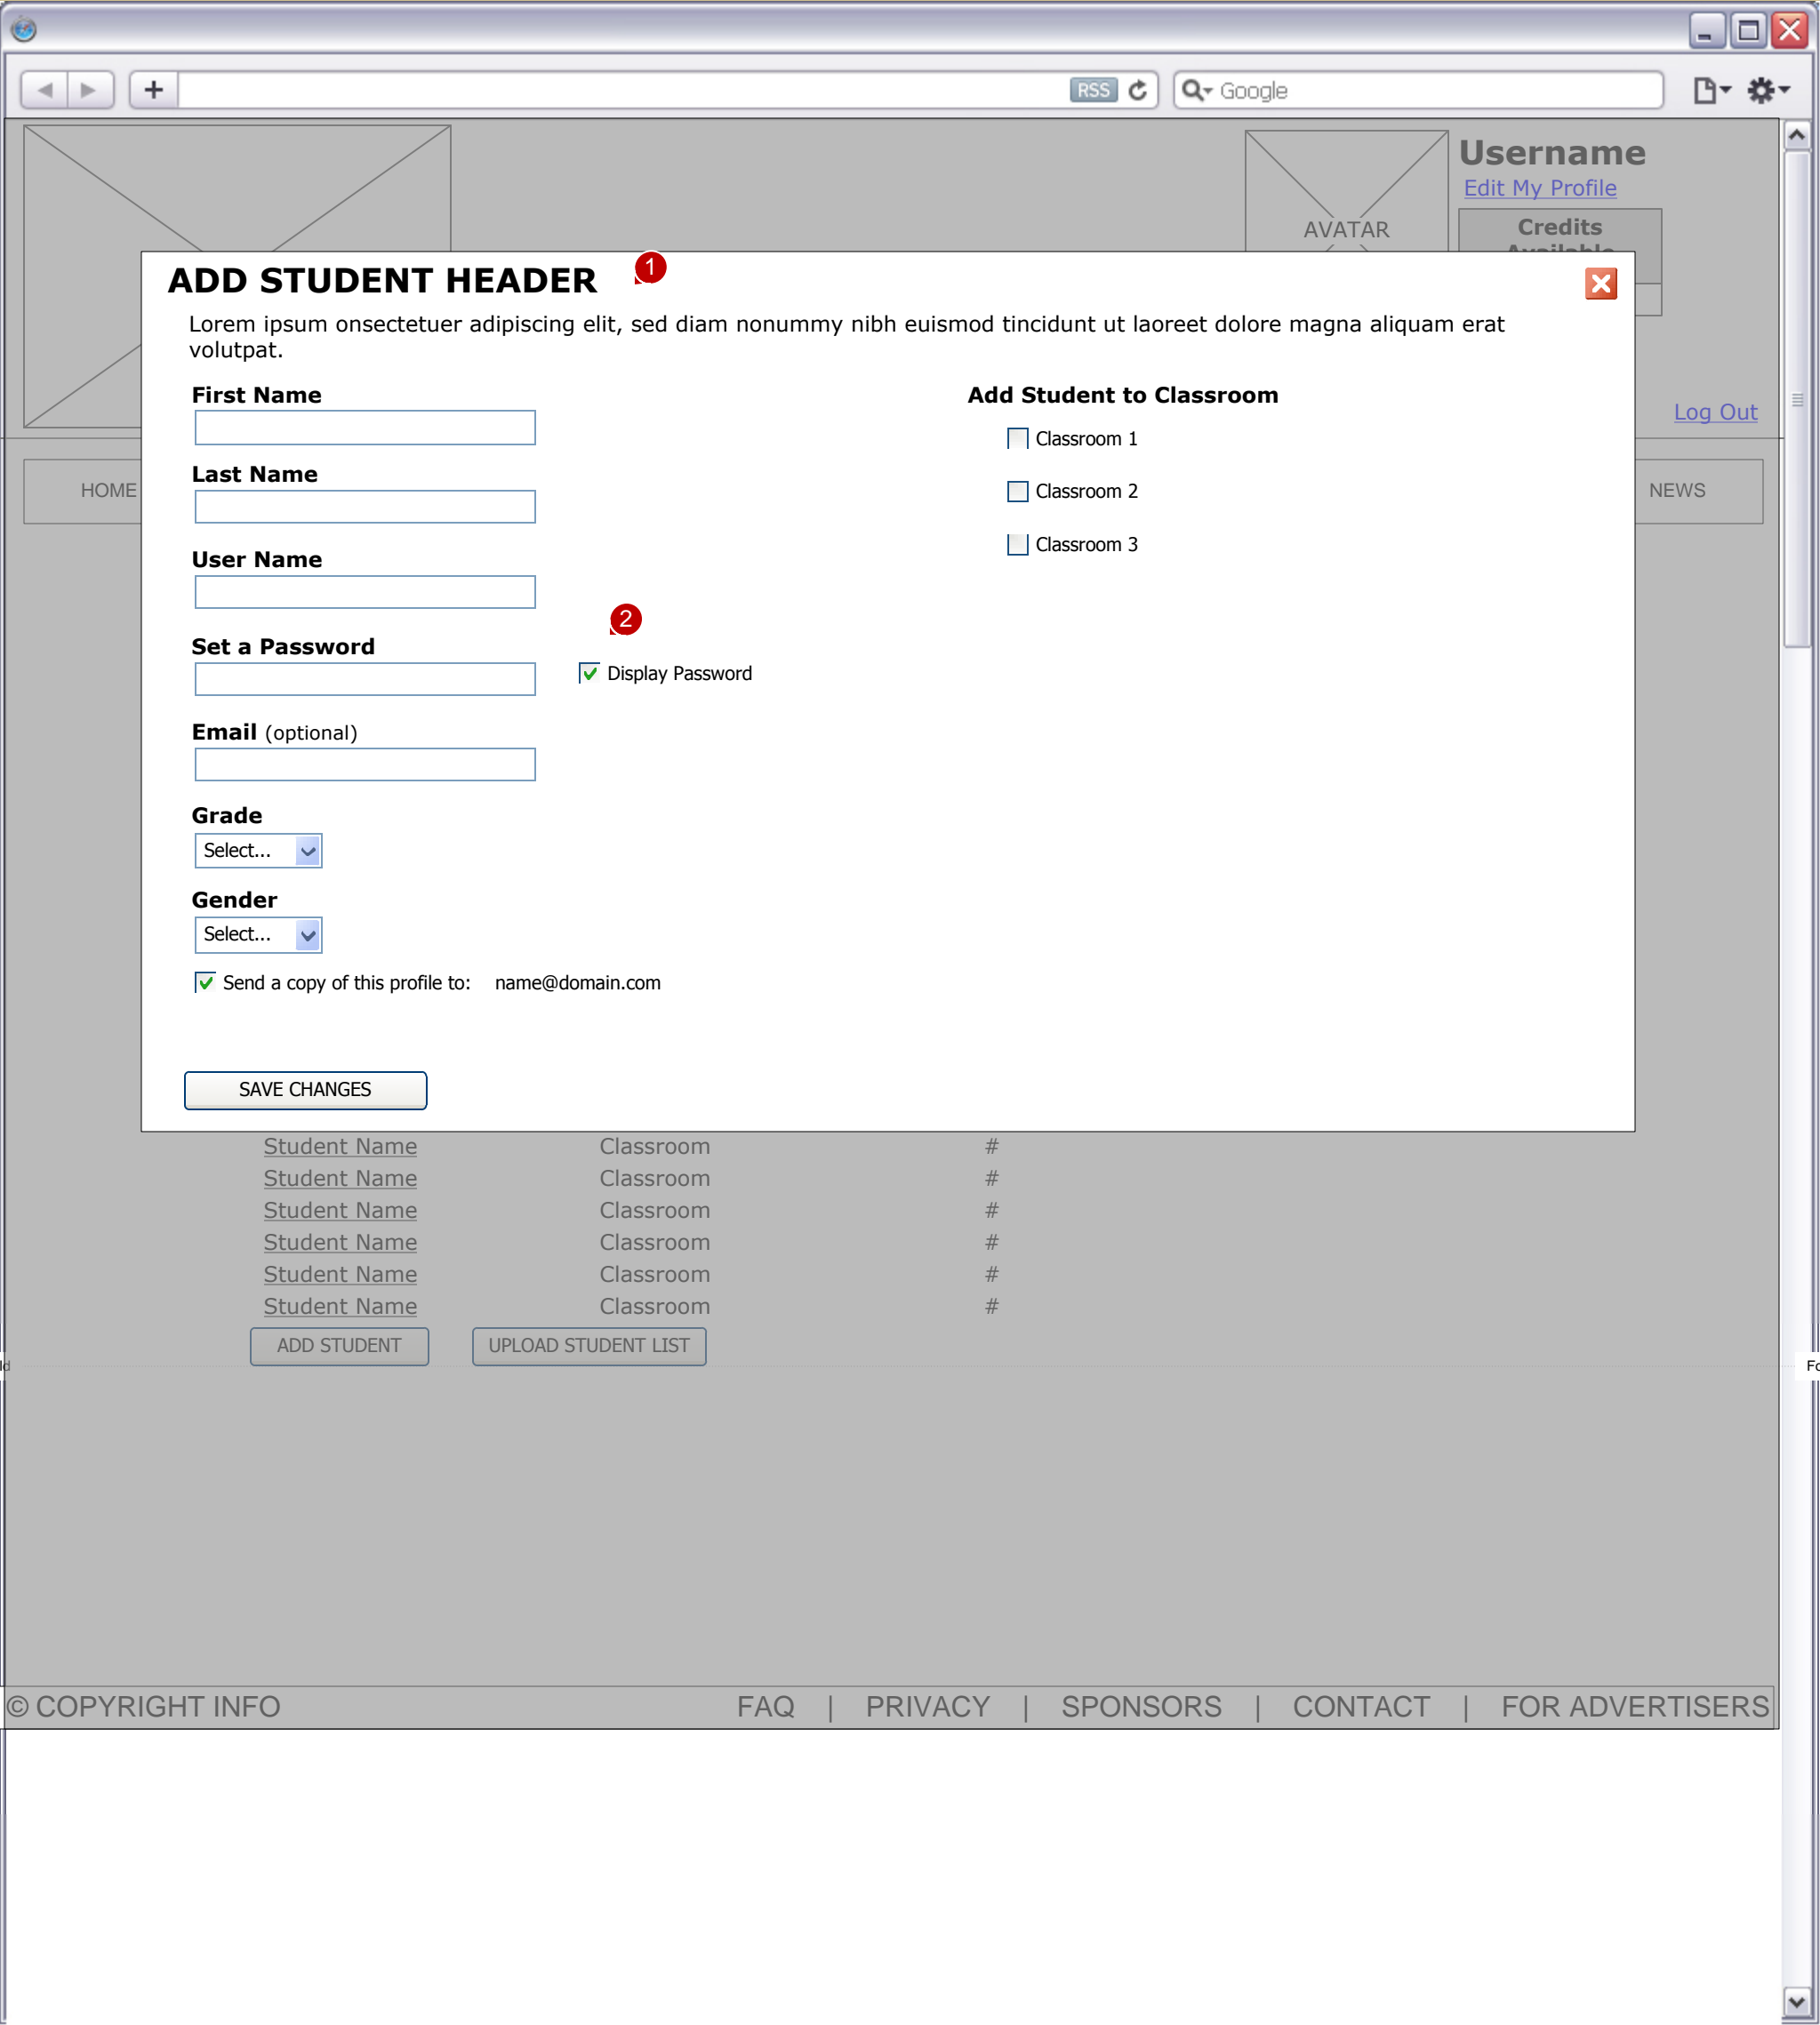 RSS
Google
Username
Edit My Profile
AVATAR
Credits
Available
1
ADD STUDENT HEADER
Lorem ipsum onsectetuer adipiscing elit, sed diam nonummy nibh euismod tincidunt ut laoreet dolore magna aliquam erat
volutpat.
First Name
Add Student to Classroom
Log Out
Classroom 1
Last Name
HOME
Classroom 2
NEWS
Classroom 3
User Name
2
Set a Password
Display Password
Email (optional)
Grade
Select...
Gender
Select...
Send a copy of this profile to: name@domain.com
SAVE CHANGES
Student Name Classroom #
Student Name Classroom #
Student Name Classroom #
Student Name Classroom #
Student Name Classroom #
Student Name Classroom #
ADD STUDENT UPLOAD STUDENT LIST
© COPYRIGHT INFO FAQ | PRIVACY | SPONSORS | CONTACT | FOR ADVERTISERS